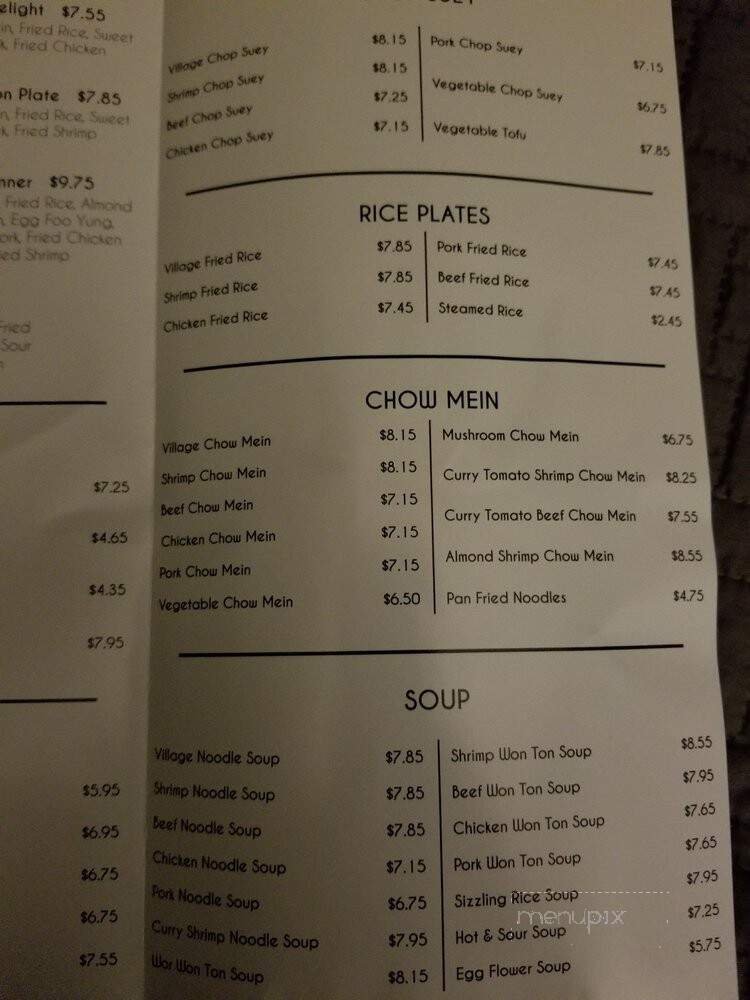 elight $7.55
in, Fried Rice, Sweet
k, Fried Chicken
on Plate $7.85
n, Fried Rice, Sweet
k, Fried Shrimp
nner $9.75
Fried Rice, Almond
n, Egg Foo Yung,
ork, Fried Chicken
ied Shrimp
Fried
Sour
$7.25
$4.65
$4.35
$7.95
$5.95
$6.95
$6.75
$6.75
$7.55
Village Chop Suey $8.15
Shrimp Chop Suey $8.15
Beef Chop Suey $7.25
Chicken Chop Suey $7.15
Pork Chop Suey $7.15
Vegetable Chop Suey $6.75
Vegetable Tofu $7.85
RICE PLATES
Village Fried Rice $7.85
Shrimp Fried Rice $7.85
Chicken Fried Rice $7.45
Pork Fried Rice $7.45
Beef Fried Rice $7.45
Steamed Rice $2.45
CHOW MEIN
Village Chow Mein $8.15
Shrimp Chow Mein $8.15
Beef Chow Mein $7.15
Chicken Chow Mein $7.15
Pork Chow Mein $7.15
Vegetable Chow Mein $6.50
Mushroom Chow Mein $6.75
Curry Tomato Shrimp Chow Mein $8.25
Curry Tomato Beef Chow Mein $7.55
Almond Shrimp Chow Mein $8.55
Pan Fried Noodles $4.75
SOUP
Village Noodle Soup $7.85
Shrimp Noodle Soup $7.85
Beef Noodle Soup $7.85
Chicken Noodle Soup $7.15
Pork Noodle Soup $6.75
Curry Shrimp Noodle Soup $7.95
Wor Won Ton Soup $8.15
Shrimp Won Ton Soup $8.55
Beef Won Ton Soup $7.95
Chicken Won Ton Soup $7.65
Pork Won Ton Soup $7.65
Sizzling Rice Soup $7.95
Hot & Sour Soup $7.25
Egg Flower Soup $5.75
menupix